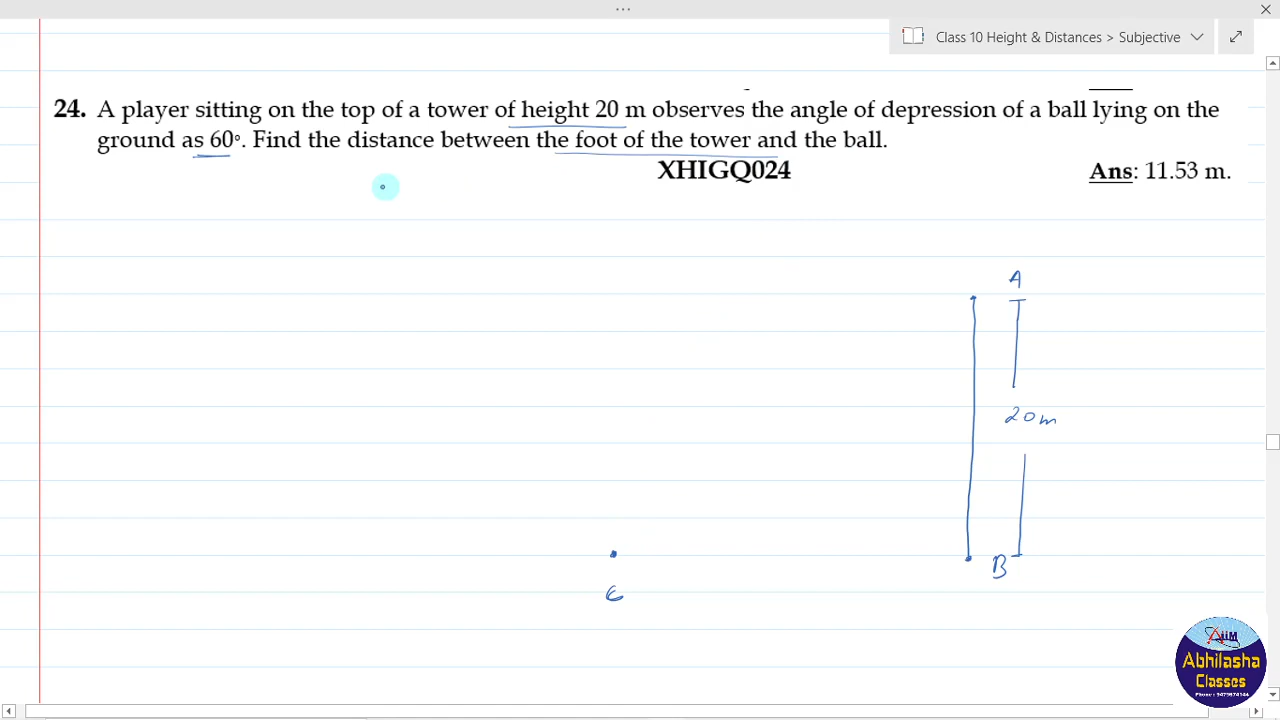 Class 10 Height & Distances > Subjective
24. A player sitting on the top of a tower of height 20 m observes the angle of depression of a ball lying on the
ground as 60°. Find the distance between the foot of the tower and the ball.
XHIGQ024
Ans: 11.53 m.
A
20m
B
C
AIIM
Abhilasha
Classes